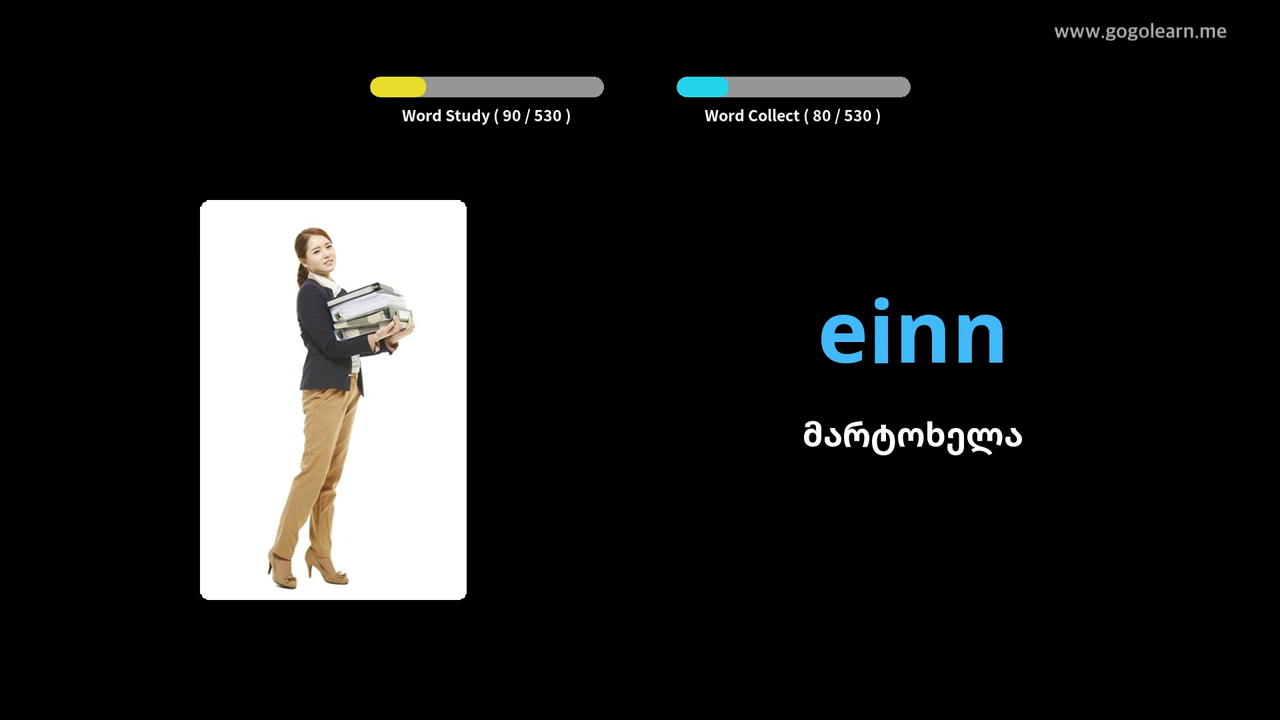 www.gogolearn.me
Word Study ( 90 / 530 )
Word Collect ( 80 / 530 )
einn
მარტოხელა